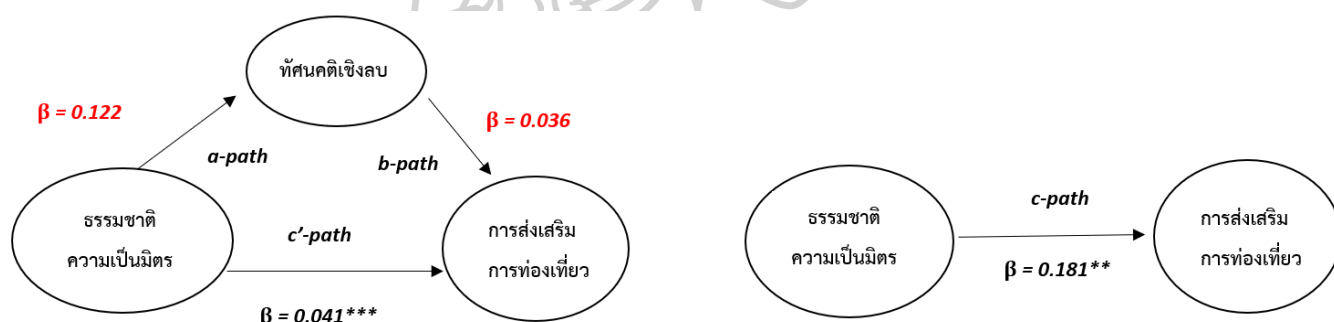 ทัศนคติเชิงลบ
β = 0.122
β = 0.036
a-path
b-path
ธรรมชาติ
ความเป็นมิตร
c’-path
การส่งเสริม
การท่องเที่ยว
β = 0.041***
ธรรมชาติ
ความเป็นมิตร
c-path
β = 0.181**
การส่งเสริม
การท่องเที่ยว